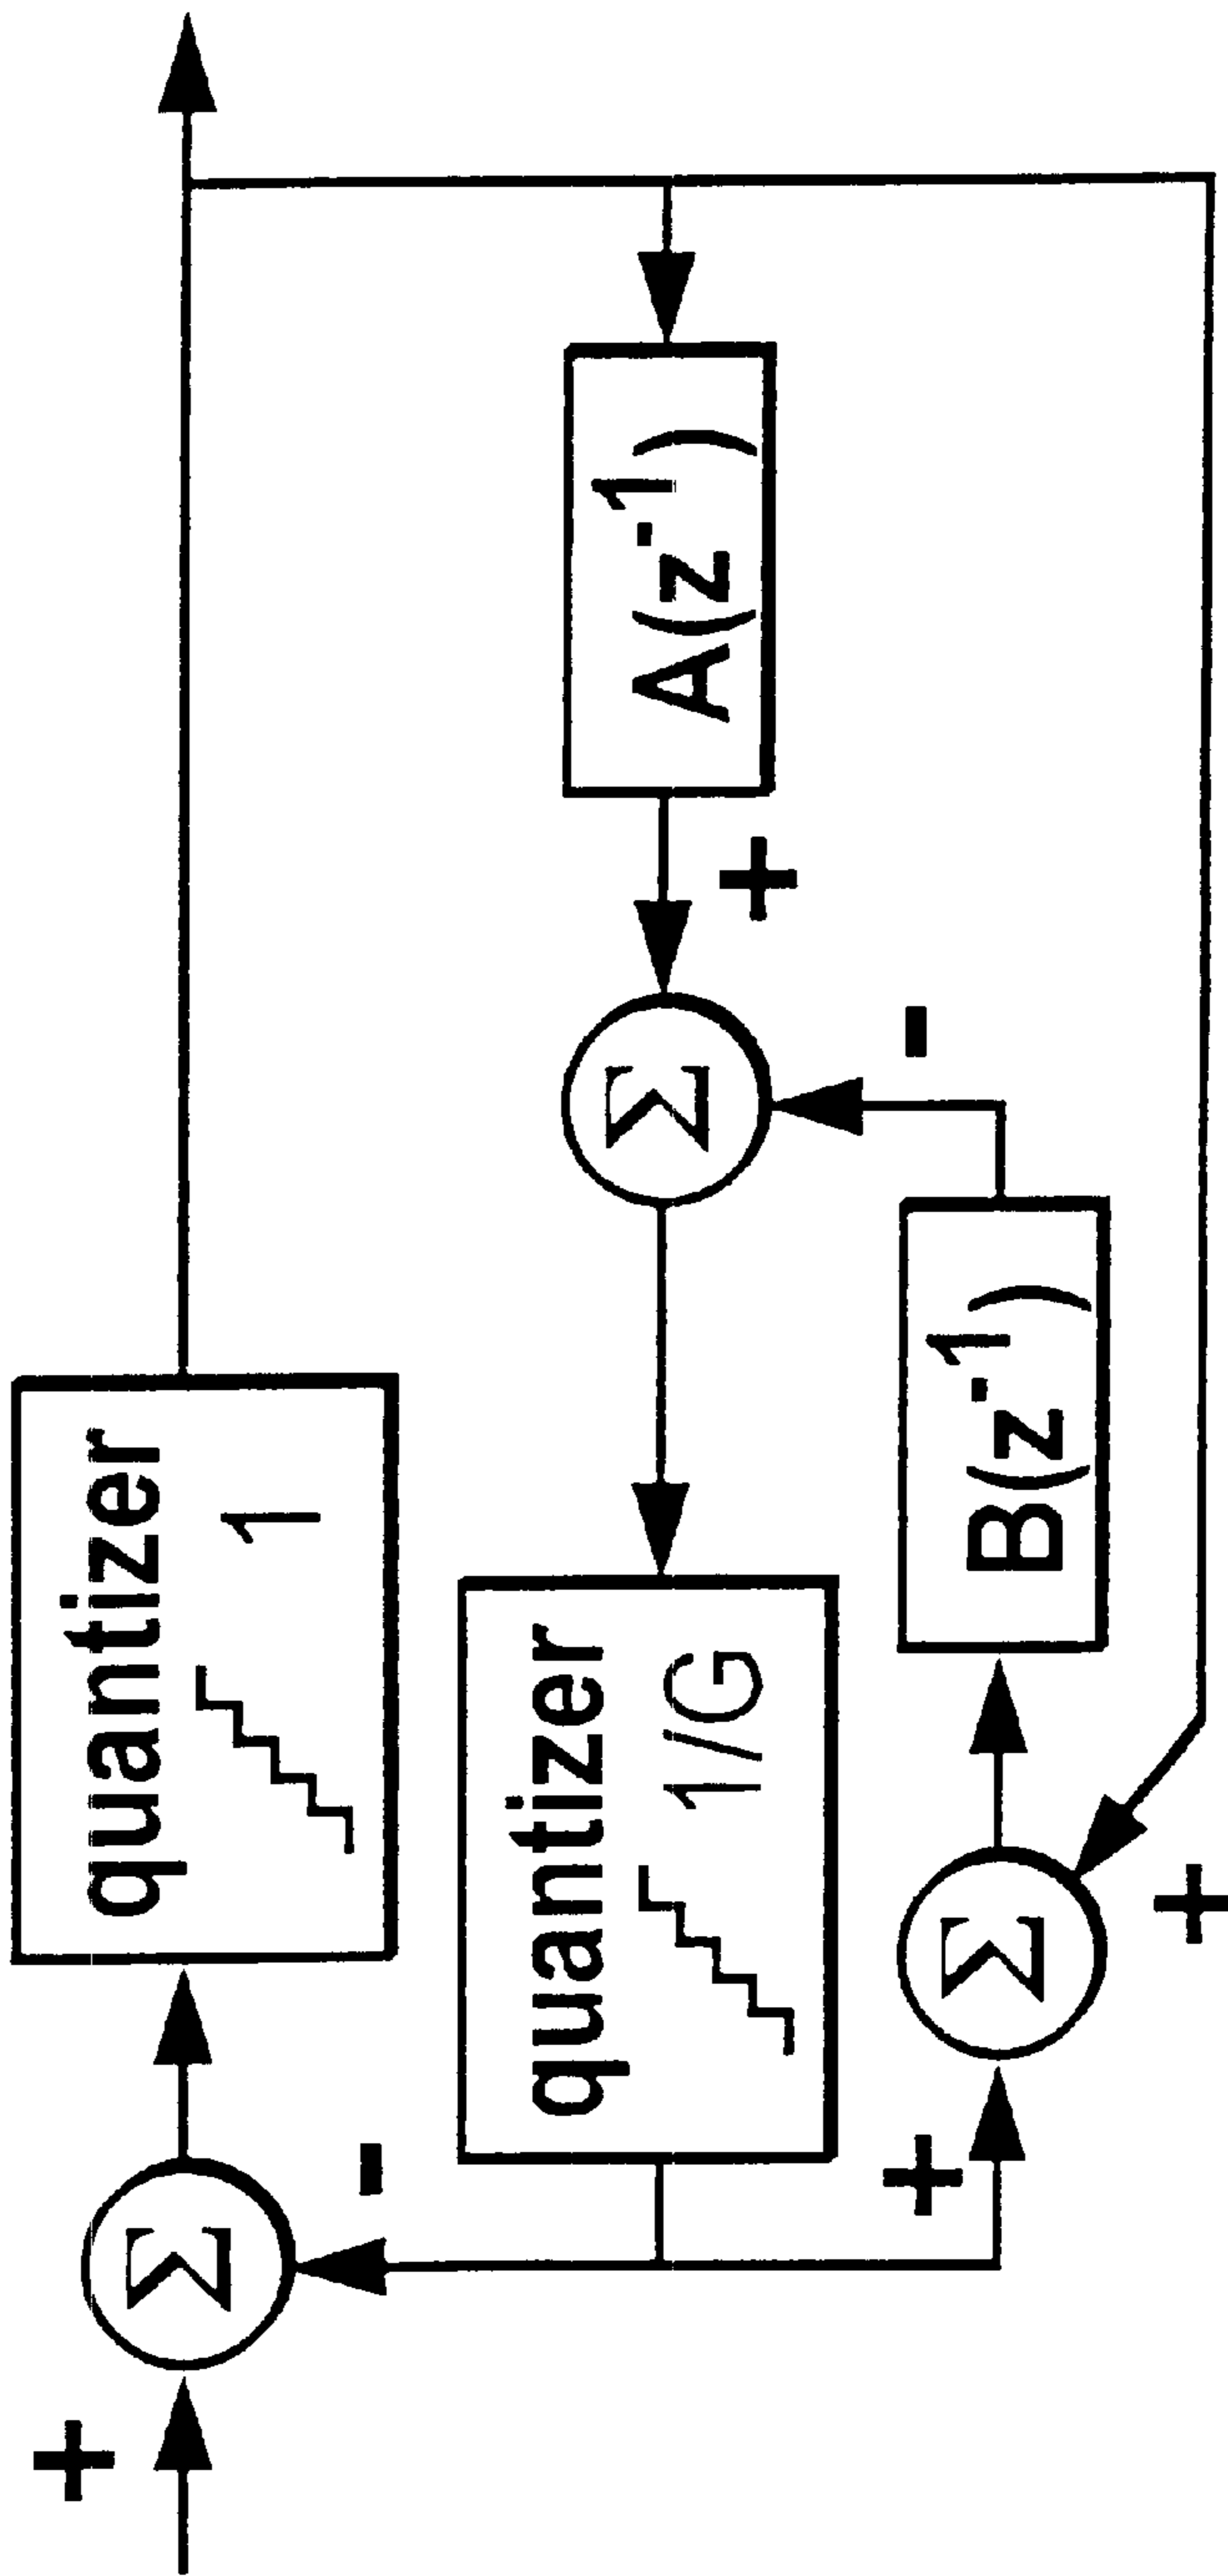 +
Σ
-
quantizer
1
quantizer
1/G
Σ
+
A(z⁻¹)
+
Σ
-
B(z⁻¹)
+
Σ
+